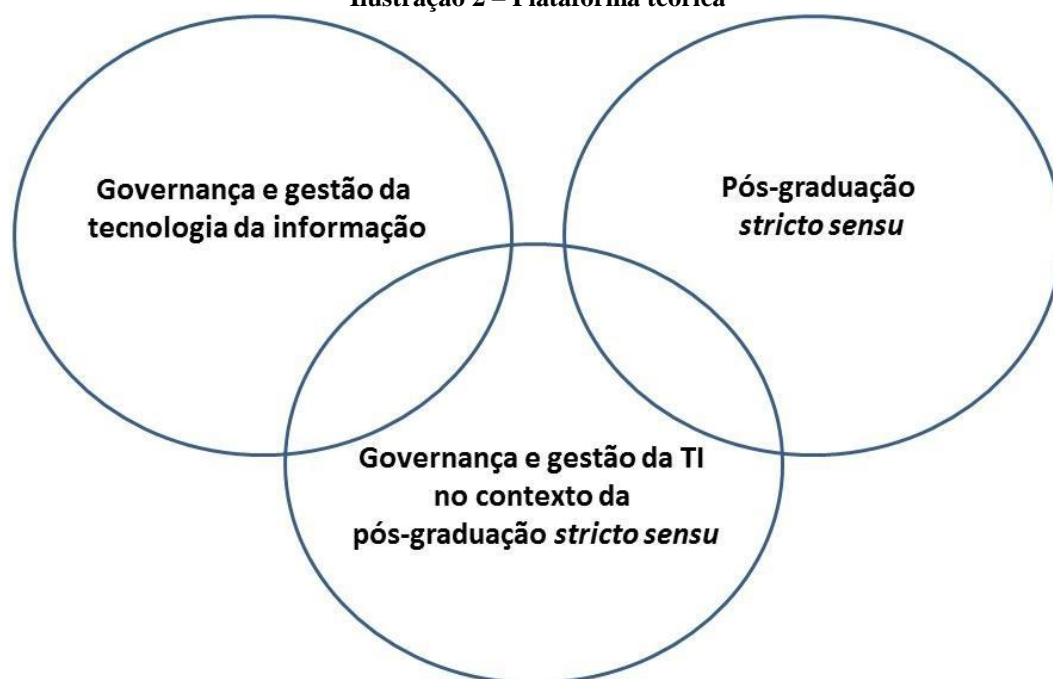 Ilustração 2 – Plataforma teórica
Governança e gestão da
tecnologia da informação
Pós-graduação
stricto sensu
Governança e gestão da TI
no contexto da
pós-graduação stricto sensu